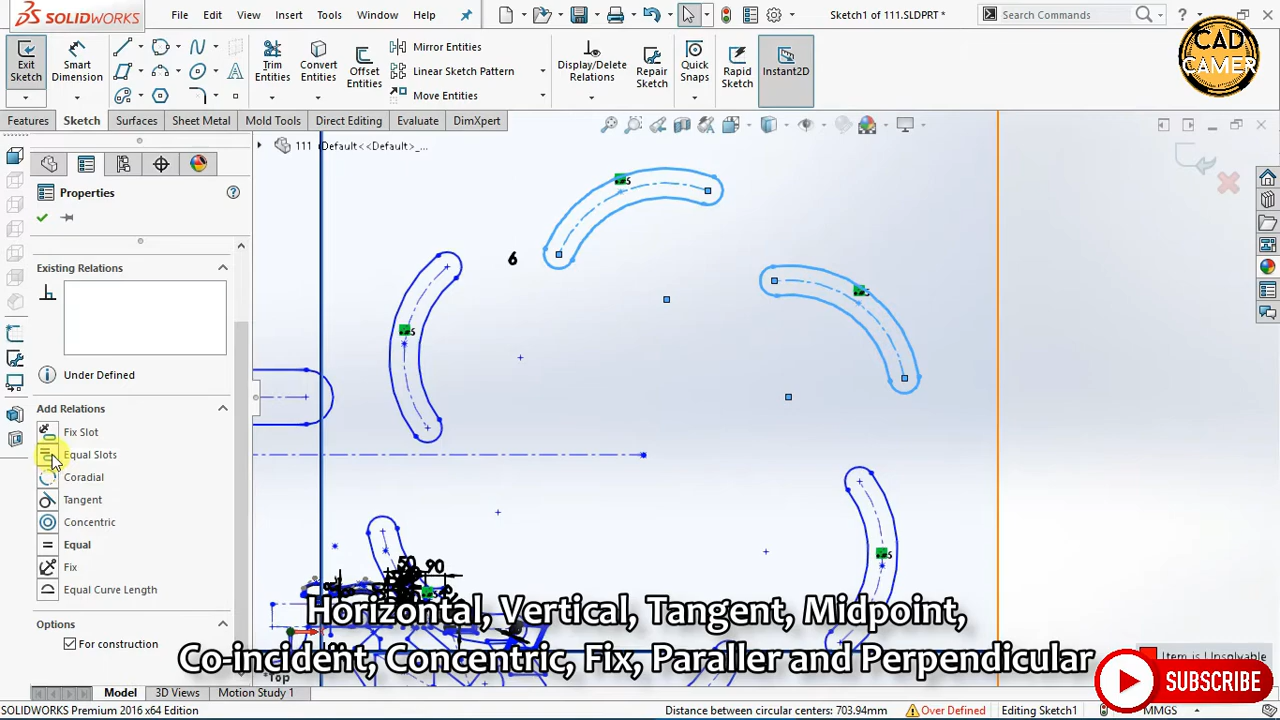 SOLIDWORKS
File
Edit
View
Insert
Tools
Window
Help
Sketch1 of 111.SLDPRT *
Search Commands
?
CAD
CAMER
Exit
Sketch
Smart
Dimension
Trim
Entities
Convert
Entities
Offset
Entities
Mirror Entities
Linear Sketch Pattern
Move Entities
Display/Delete
Relations
Repair
Sketch
Quick
Snaps
Rapid
Sketch
Instant2D
Features
Sketch
Surfaces
Sheet Metal
Mold Tools
Direct Editing
Evaluate
DimXpert
111 (Default<<Default>_...
Properties
Existing Relations
Under Defined
Add Relations
Fix Slot
Equal Slots
Coradial
Tangent
Concentric
Equal
Fix
Equal Curve Length
Options
For construction
6
50
90
Horizontal, Vertical, Tangent, Midpoint,
Co-incident, Concentric, Fix, Paraller and Perpendicular
*Top
Item is Unsolvable
SUBSCRIBE
Model
3D Views
Motion Study 1
SOLIDWORKS Premium 2016 x64 Edition
Distance between circular centers: 703.94mm
Over Defined
Editing Sketch1
MMGS